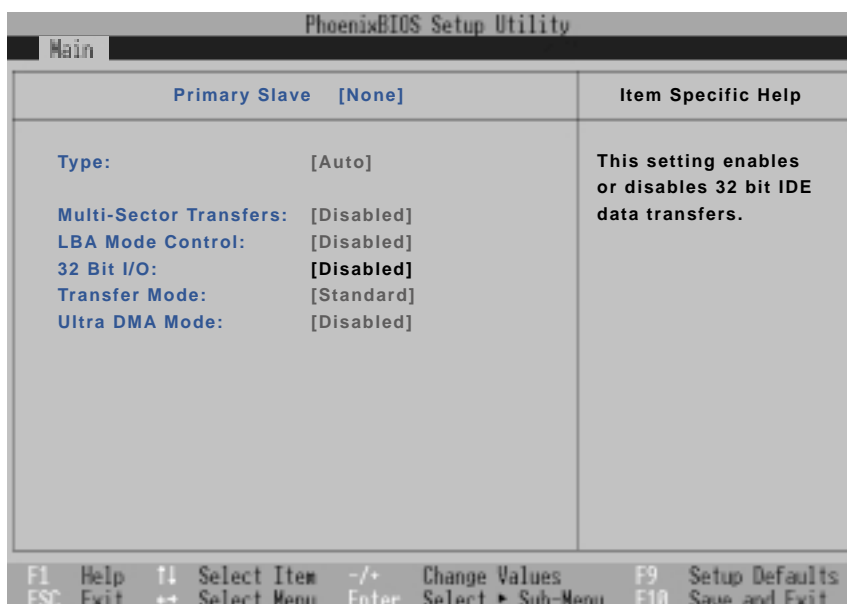 PhoenixBIOS Setup Utility
Main
Primary Slave [None]
Item Specific Help
Type: [Auto]
Multi-Sector Transfers: [Disabled]
LBA Mode Control: [Disabled]
32 Bit I/O: [Disabled]
Transfer Mode: [Standard]
Ultra DMA Mode: [Disabled]
This setting enables
or disables 32 bit IDE
data transfers.
F1 Help ↑↓ Select Item -/+ Change Values F9 Setup Defaults
ESC Exit ←→ Select Menu Enter Select ▶ Sub-Menu F10 Save and Exit